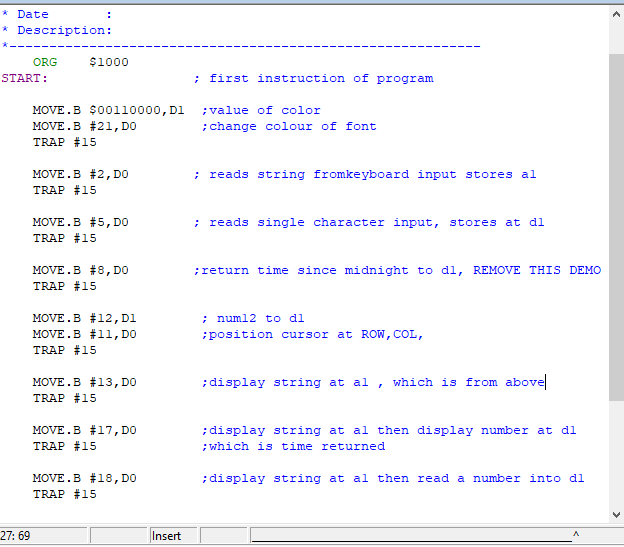 * Date       :
* Description:
*-----------------------------------------------------------
    ORG    $1000
START:                  ; first instruction of program
    MOVE.B $00110000,D1  ;value of color
    MOVE.B #21,D0        ;change colour of font
    TRAP #15
    MOVE.B #2,D0        ; reads string fromkeyboard input stores a1
    TRAP #15
    MOVE.B #5,D0        ; reads single character input, stores at d1
    TRAP #15
    MOVE.B #8,D0        ;return time since midnight to d1, REMOVE THIS DEMO
    TRAP #15
    MOVE.B #12,D1        ; num12 to d1
    MOVE.B #11,D0        ;position cursor at ROW,COL,
    TRAP #15
    MOVE.B #13,D0        ;display string at a1 , which is from above
    TRAP #15
    MOVE.B #17,D0        ;display string at a1 then display number at d1
    TRAP #15             ;which is time returned
    MOVE.B #18,D0        ;display string at a1 then read a number into d1
    TRAP #15
27: 69 Insert ^